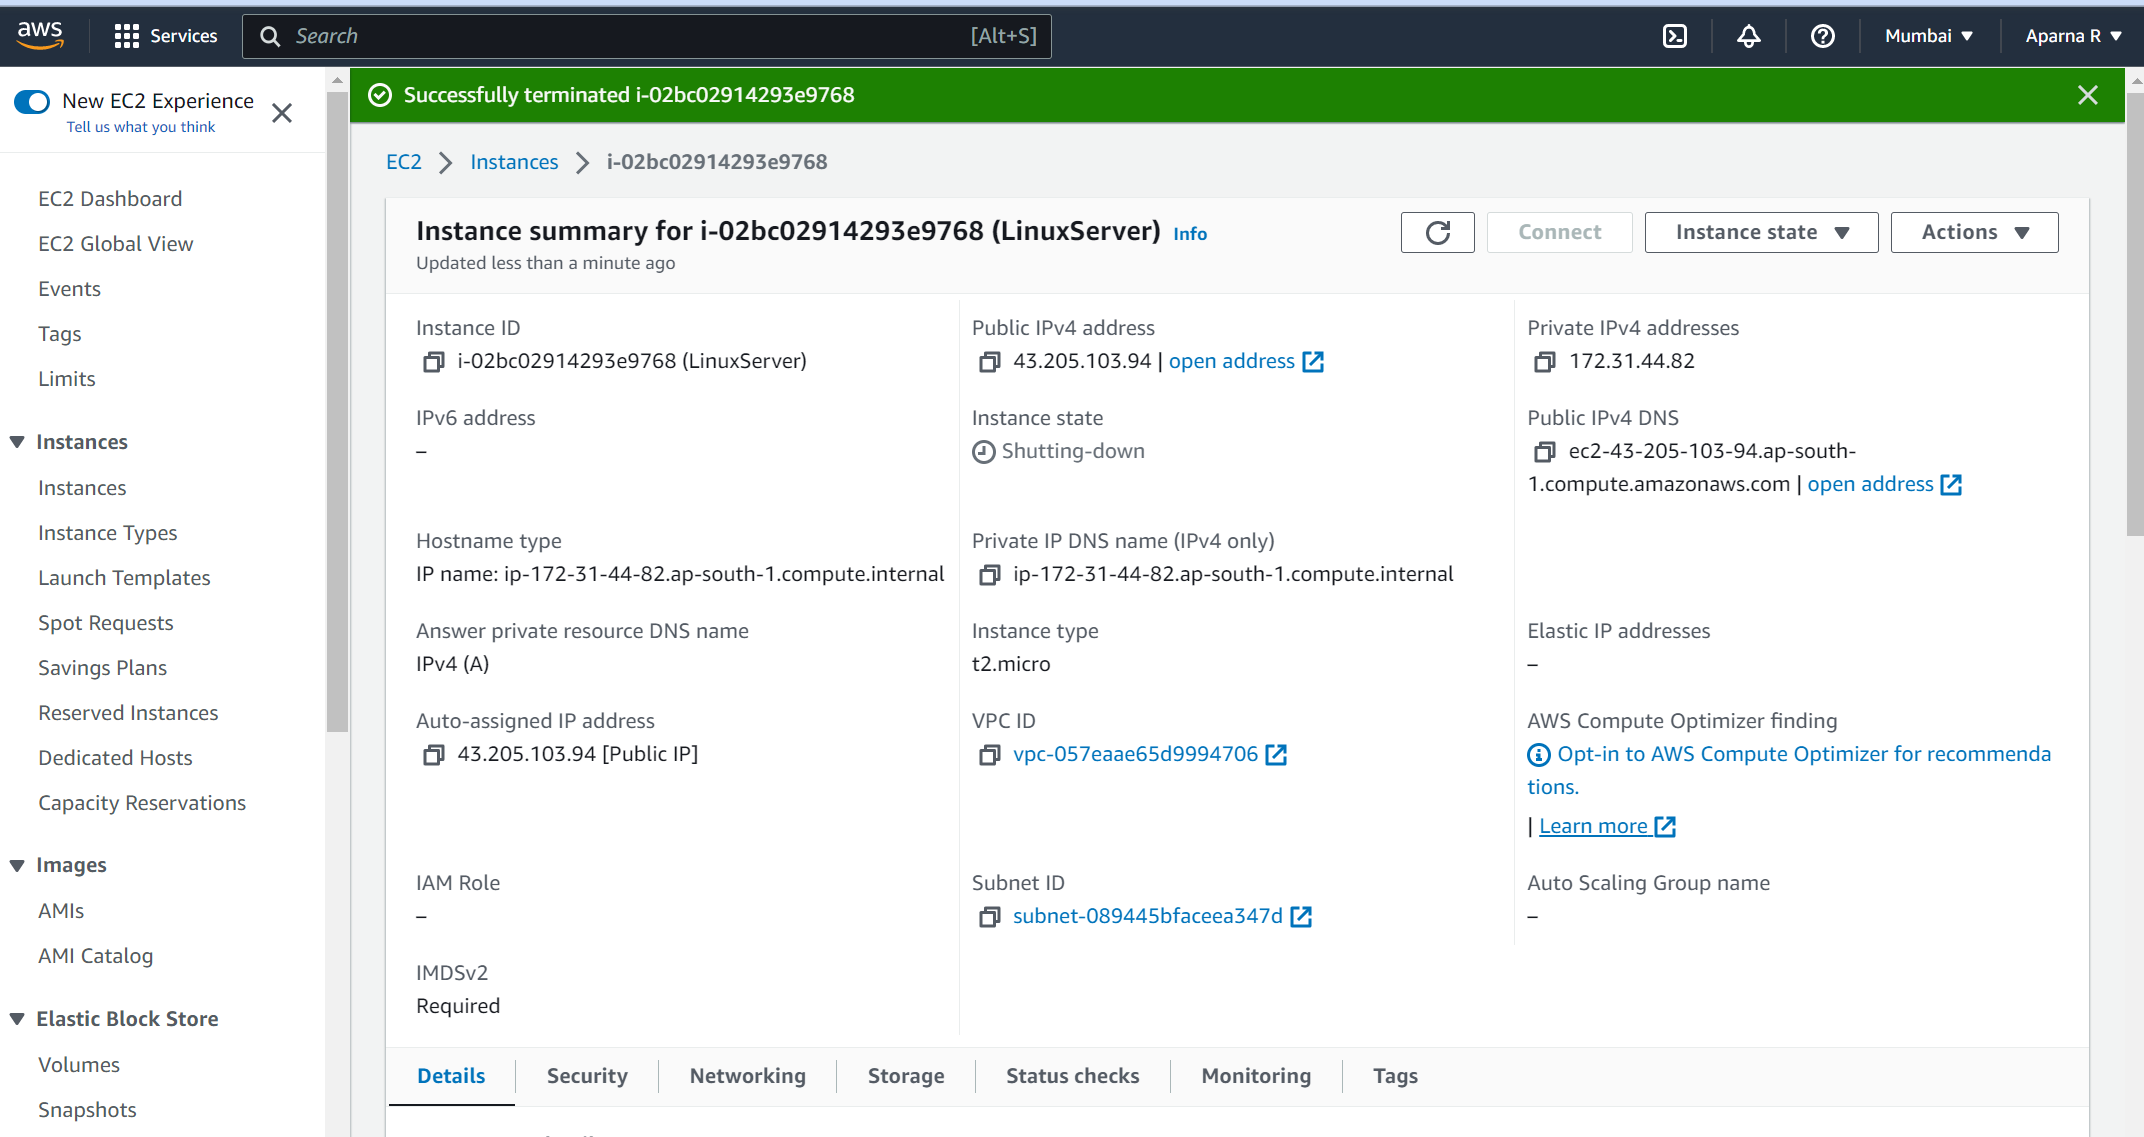 aws
Services
Search
[Alt+S]
Mumbai
Aparna R
New EC2 Experience
Tell us what you think
EC2 Dashboard
EC2 Global View
Events
Tags
Limits
Instances
Instances
Instance Types
Launch Templates
Spot Requests
Savings Plans
Reserved Instances
Dedicated Hosts
Capacity Reservations
Images
AMIs
AMI Catalog
Elastic Block Store
Volumes
Snapshots
Successfully terminated i-02bc02914293e9768
EC2
Instances
i-02bc02914293e9768
Instance summary for i-02bc02914293e9768 (LinuxServer) Info
Updated less than a minute ago
Connect
Instance state
Actions
Instance ID
i-02bc02914293e9768 (LinuxServer)
Public IPv4 address
43.205.103.94 | open address
Private IPv4 addresses
172.31.44.82
IPv6 address
–
Instance state
Shutting-down
Public IPv4 DNS
ec2-43-205-103-94.ap-south-
1.compute.amazonaws.com | open address
Hostname type
IP name: ip-172-31-44-82.ap-south-1.compute.internal
Private IP DNS name (IPv4 only)
ip-172-31-44-82.ap-south-1.compute.internal
Answer private resource DNS name
IPv4 (A)
Instance type
t2.micro
Elastic IP addresses
–
Auto-assigned IP address
43.205.103.94 [Public IP]
VPC ID
vpc-057eaae65d9994706
AWS Compute Optimizer finding
Opt-in to AWS Compute Optimizer for recommenda
tions.
| Learn more
IAM Role
–
Subnet ID
subnet-089445bfaceea347d
Auto Scaling Group name
–
IMDSv2
Required
Details
Security
Networking
Storage
Status checks
Monitoring
Tags